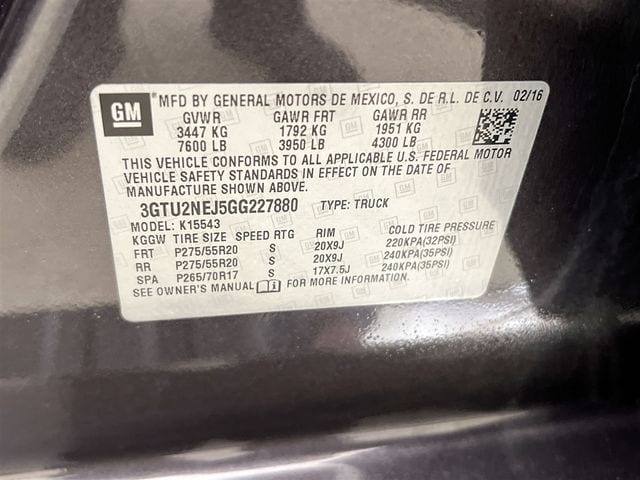 GM
*MFD BY GENERAL MOTORS DE MEXICO, S. DE R.L. DE C.V. 02/16
GVWR GAWR FRT GAWR RR
3447 KG 1792 KG 1951 KG
7600 LB 3950 LB 4300 LB
THIS VEHICLE CONFORMS TO ALL APPLICABLE U.S. FEDERAL MOTOR
VEHICLE SAFETY STANDARDS IN EFFECT ON THE DATE OF
MANUFACTURE SHOWN ABOVE.
3GTU2NEJ5GG227880 TYPE: TRUCK
MODEL: K15543
KGGW TIRE SIZE SPEED RTG RIM COLD TIRE PRESSURE
FRT P275/55R20 S 20X9J 220KPA(32PSI)
RR P275/55R20 S 20X9J 240KPA(35PSI)
SPA P265/70R17 S 17X7.5J 240KPA(35PSI)
SEE OWNER'S MANUAL FOR MORE INFORMATION.